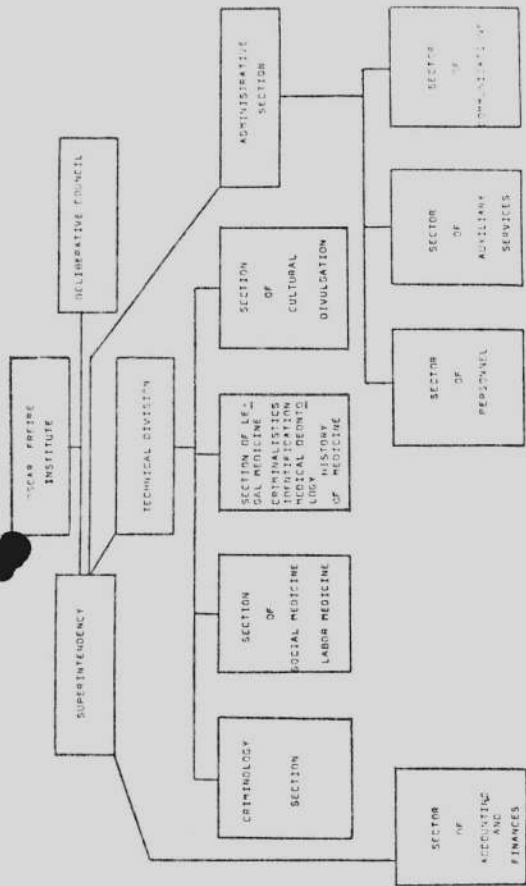 OSCAR FREIRE
INSTITUTE
SUPERINTENDENCY
DELIBERATIVE COUNCIL
TECHNICAL DIVISION
ADMINISTRATIVE
SECTION
CRIMINOLOGY
SECTION
SECTION
OF
SOCIAL MEDICINE
LABOR MEDICINE
SECTION OF LE-
GAL MEDICINE
CRIMINALISTICS
IDENTIFICATION
MEDICAL DEONTO
LOGY HISTORY
OF MEDICINE
SECTION
OF
CULTURAL
DIVULGATION
SECTOR
OF
ACCOUNTING
AND
FINANCES
SECTOR
OF
PERSONNEL
SECTOR
OF
AUXILIARY
SERVICES
SECTOR
OF